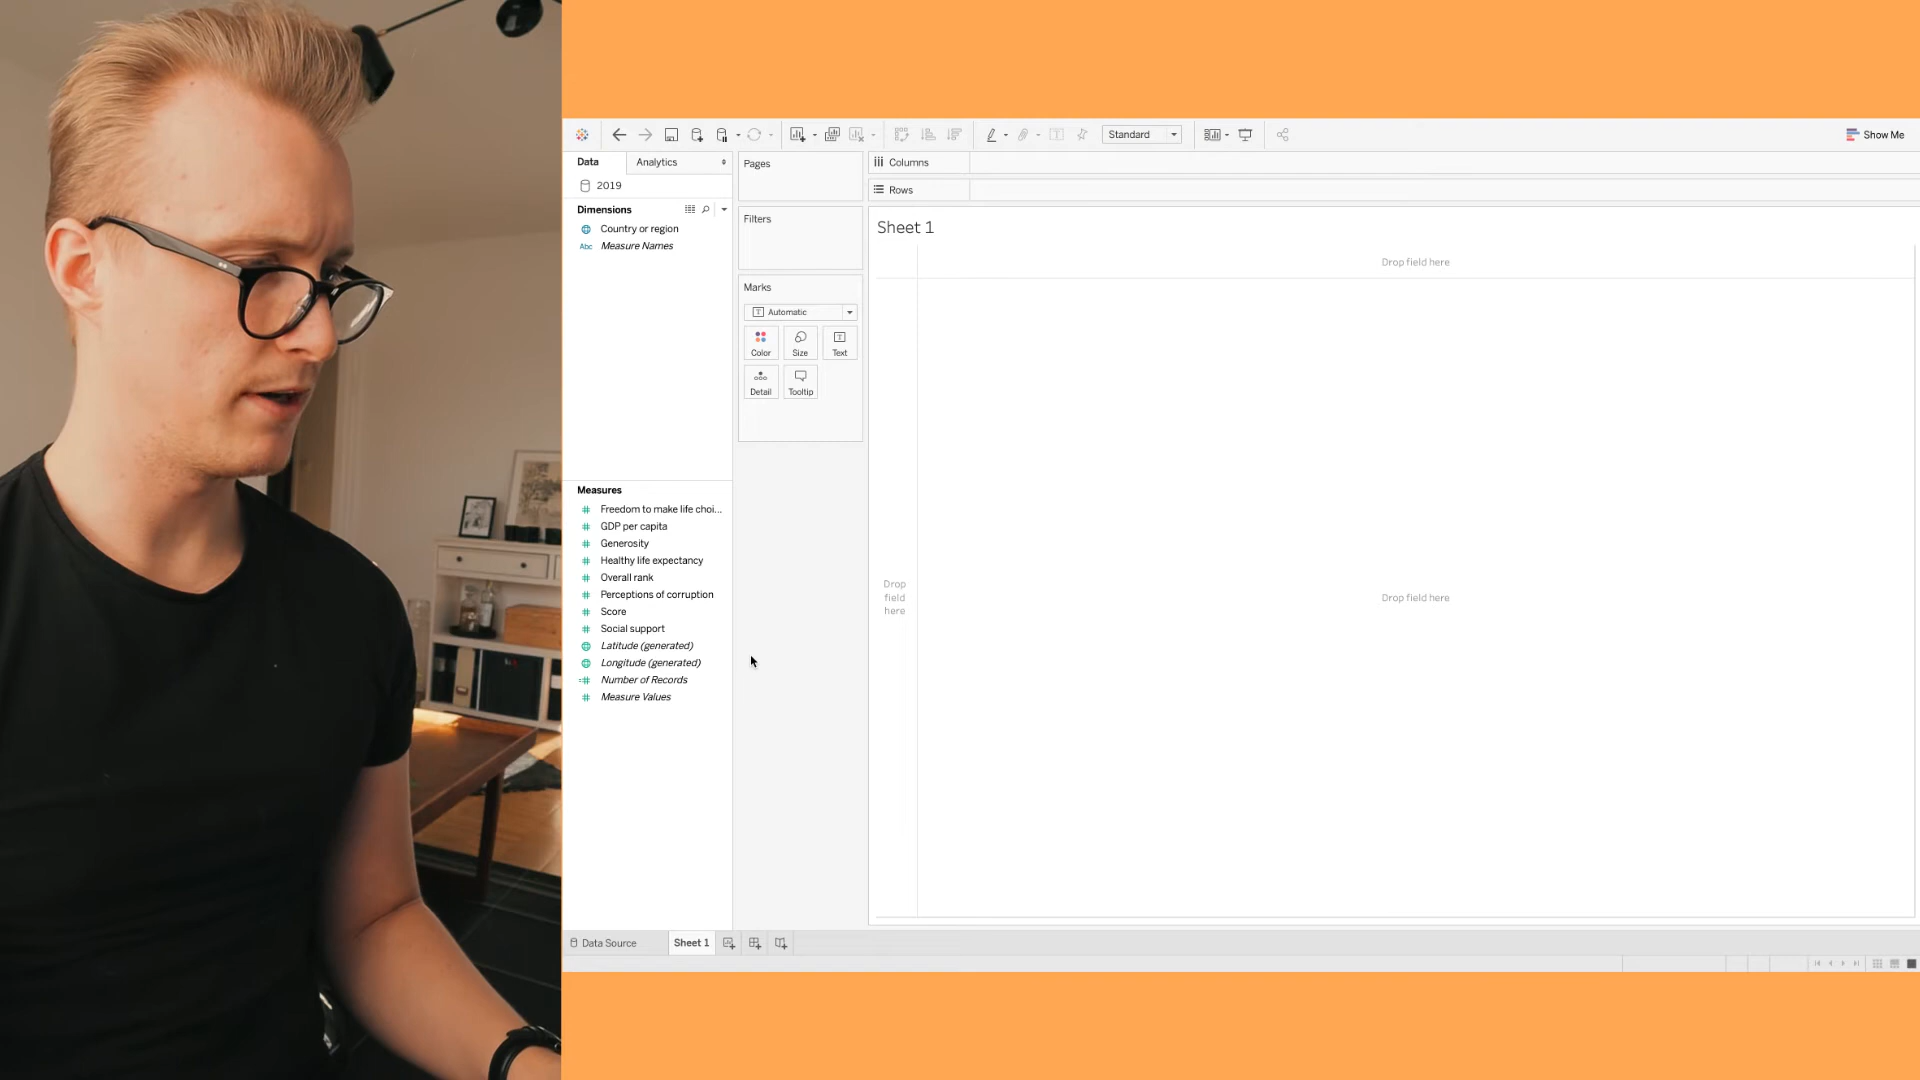 Standard
Show Me
Data
Analytics
2019
Dimensions
Country or region
Abc
Measure Names
Measures
Freedom to make life choi...
GDP per capita
Generosity
Healthy life expectancy
Overall rank
Perceptions of corruption
Score
Social support
Latitude (generated)
Longitude (generated)
Number of Records
Measure Values
Pages
Filters
Marks
Automatic
Color
Size
Text
Detail
Tooltip
Columns
Rows
Sheet 1
Drop field here
Drop
field
here
Drop field here
Data Source
Sheet 1